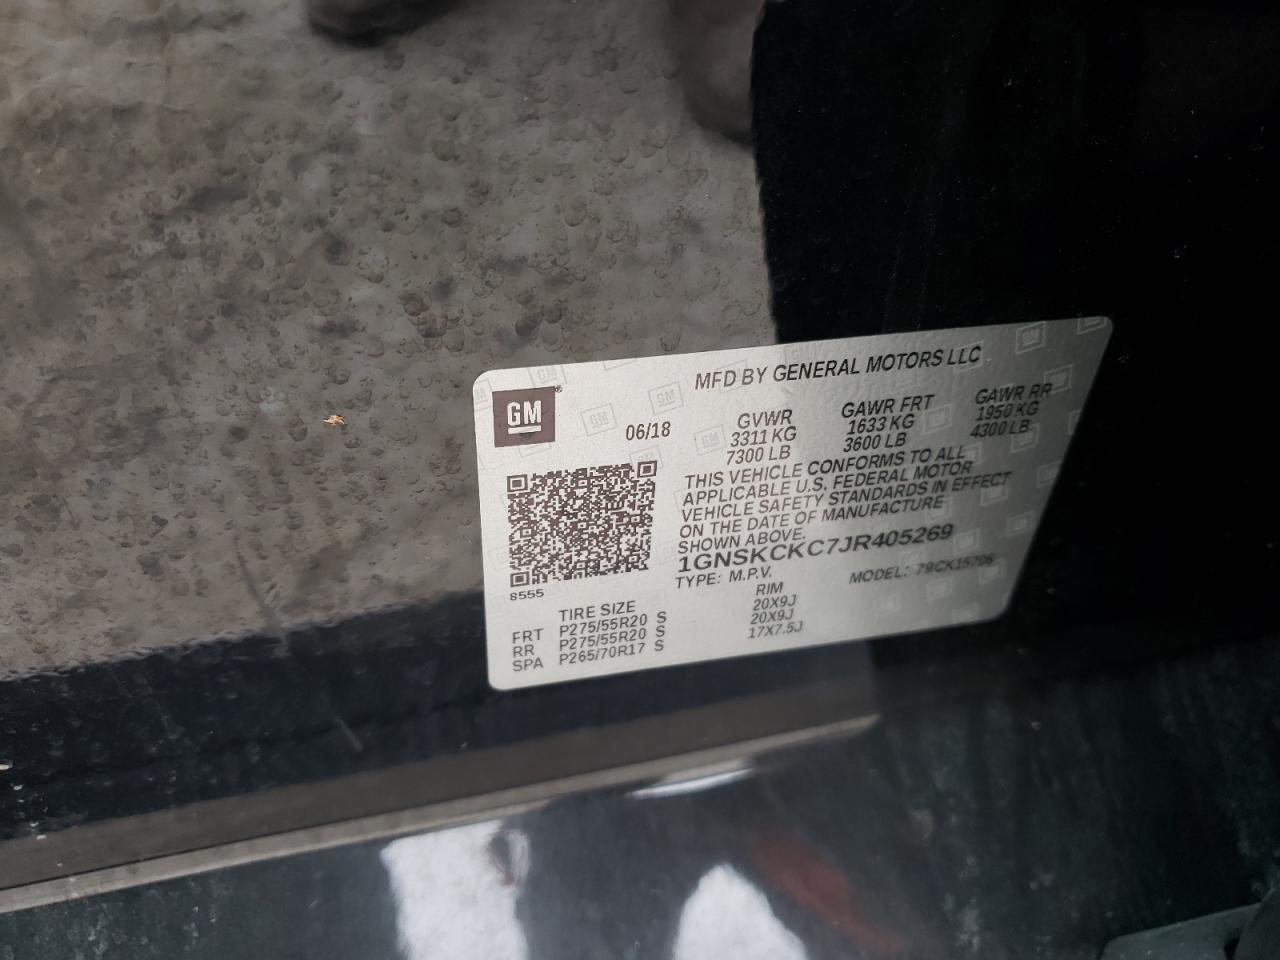 MFD BY GENERAL MOTORS LLC
GM
06/18
GVWR GAWR FRT GAWR RR
3311 KG 1633 KG 1950 KG
7300 LB 3600 LB 4300 LB
THIS VEHICLE CONFORMS TO ALL
APPLICABLE U.S. FEDERAL MOTOR
VEHICLE SAFETY STANDARDS IN EFFECT
ON THE DATE OF MANUFACTURE
SHOWN ABOVE.
1GNSKCKC7JR405269
TYPE: M.P.V. MODEL: 79CK15706
8555
TIRE SIZE RIM
FRT P275/55R20 S 20X9J
RR P275/55R20 S 20X9J
SPA P265/70R17 S 17X7.5J